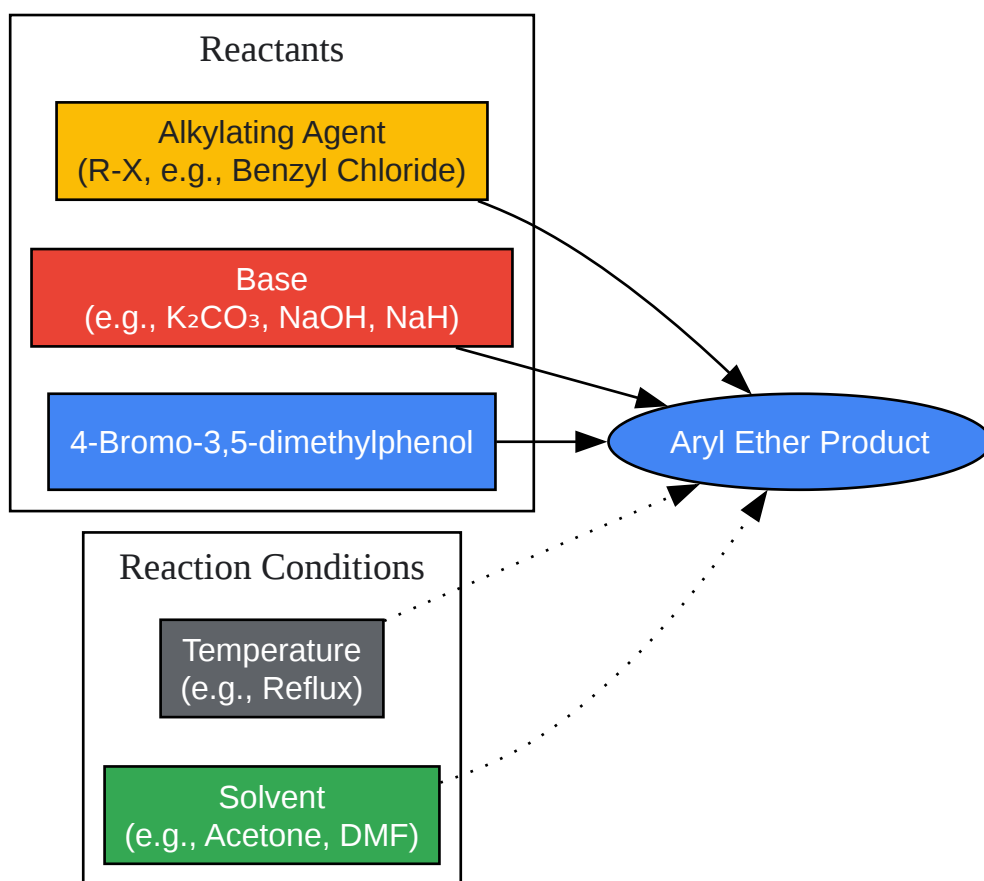 Reactants
Alkylating Agent
(R-X, e.g., Benzyl Chloride)
Base
(e.g., K₂CO₃, NaOH, NaH)
4-Bromo-3,5-dimethylphenol
Aryl Ether Product
Reaction Conditions
Temperature
(e.g., Reflux)
Solvent
(e.g., Acetone, DMF)